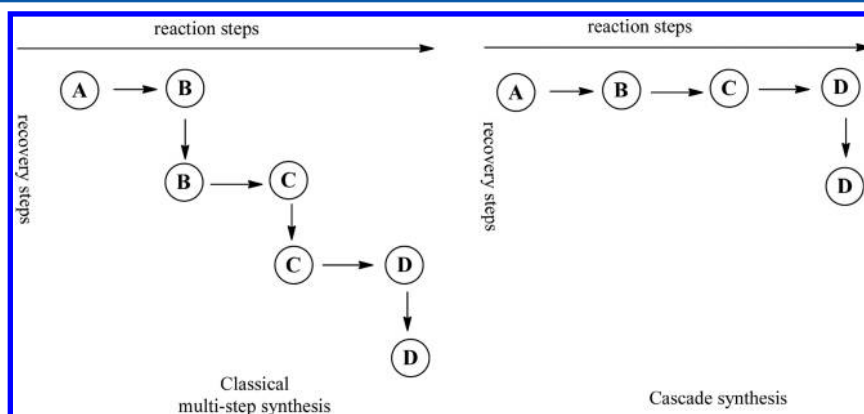 reaction steps
A
B
B
C
C
D
D
recovery steps
Classical
multi-step synthesis
reaction steps
A
B
C
D
D
recovery steps
Cascade synthesis